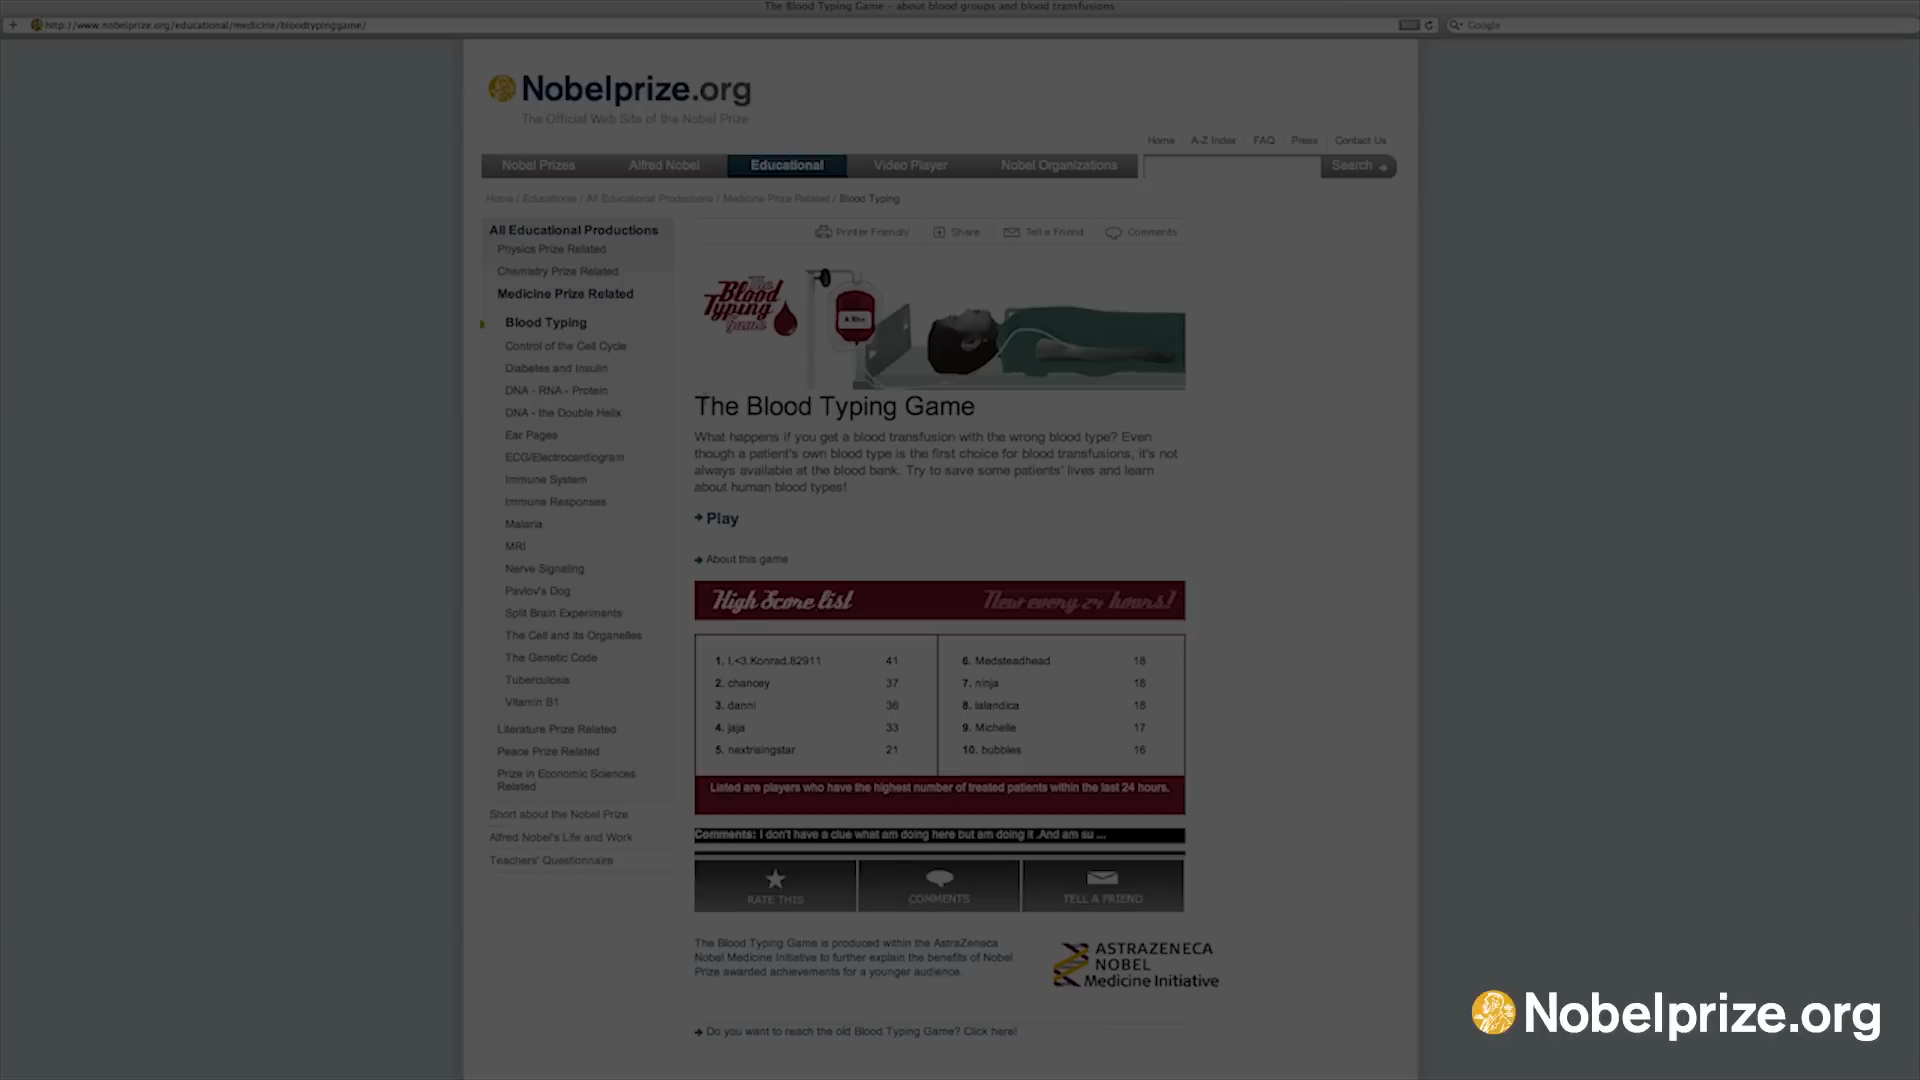 The Blood Typing Game - about blood groups and blood transfusions
http://www.nobelprize.org/educational/medicine/bloodtypinggame/
Google
Nobelprize.org
The Official Web Site of the Nobel Prize
Home A-Z Index FAQ Press Contact Us
Nobel Prizes Alfred Nobel Educational Video Player Nobel Organizations Search
Home / Educational / All Educational Productions / Medicine Prize Related / Blood Typing
All Educational Productions
Physics Prize Related
Chemistry Prize Related
Medicine Prize Related
Blood Typing
Control of the Cell Cycle
Diabetes and Insulin
DNA - RNA - Protein
DNA - the Double Helix
Ear Pages
ECG/Electrocardiogram
Immune System
Immune Responses
Malaria
MRI
Nerve Signaling
Pavlov's Dog
Split Brain Experiments
The Cell and its Organelles
The Genetic Code
Tuberculosis
Vitamin B1
Literature Prize Related
Peace Prize Related
Prize in Economic Sciences
Related
Short about the Nobel Prize
Alfred Nobel's Life and Work
Teachers' Questionnaire
Printer Friendly Share Tell a Friend Comments
The
Blood
Typing
Game
The Blood Typing Game
What happens if you get a blood transfusion with the wrong blood type? Even
though a patient's own blood type is the first choice for blood transfusions, it's not
always available at the blood bank. Try to save some patients' lives and learn
about human blood types!
Play
About this game
High Score list New every 24 hours!
1. I.<3.Konrad.82911 41
2. chancey 37
3. danni 36
4. jaja 33
5. nextrisingstar 21
6. Medsteadhead 18
7. ninja 18
8. lalandica 18
9. Michelle 17
10. bubbles 16
Listed are players who have the highest number of treated patients within the last 24 hours.
Comments: I don't have a clue what am doing here but am doing it .And am su ...
RATE THIS COMMENTS TELL A FRIEND
The Blood Typing Game is produced within the AstraZeneca
Nobel Medicine Initiative to further explain the benefits of Nobel
Prize awarded achievements for a younger audience.
ASTRAZENECA
NOBEL
Medicine Initiative
Do you want to reach the old Blood Typing Game? Click here!
Nobelprize.org